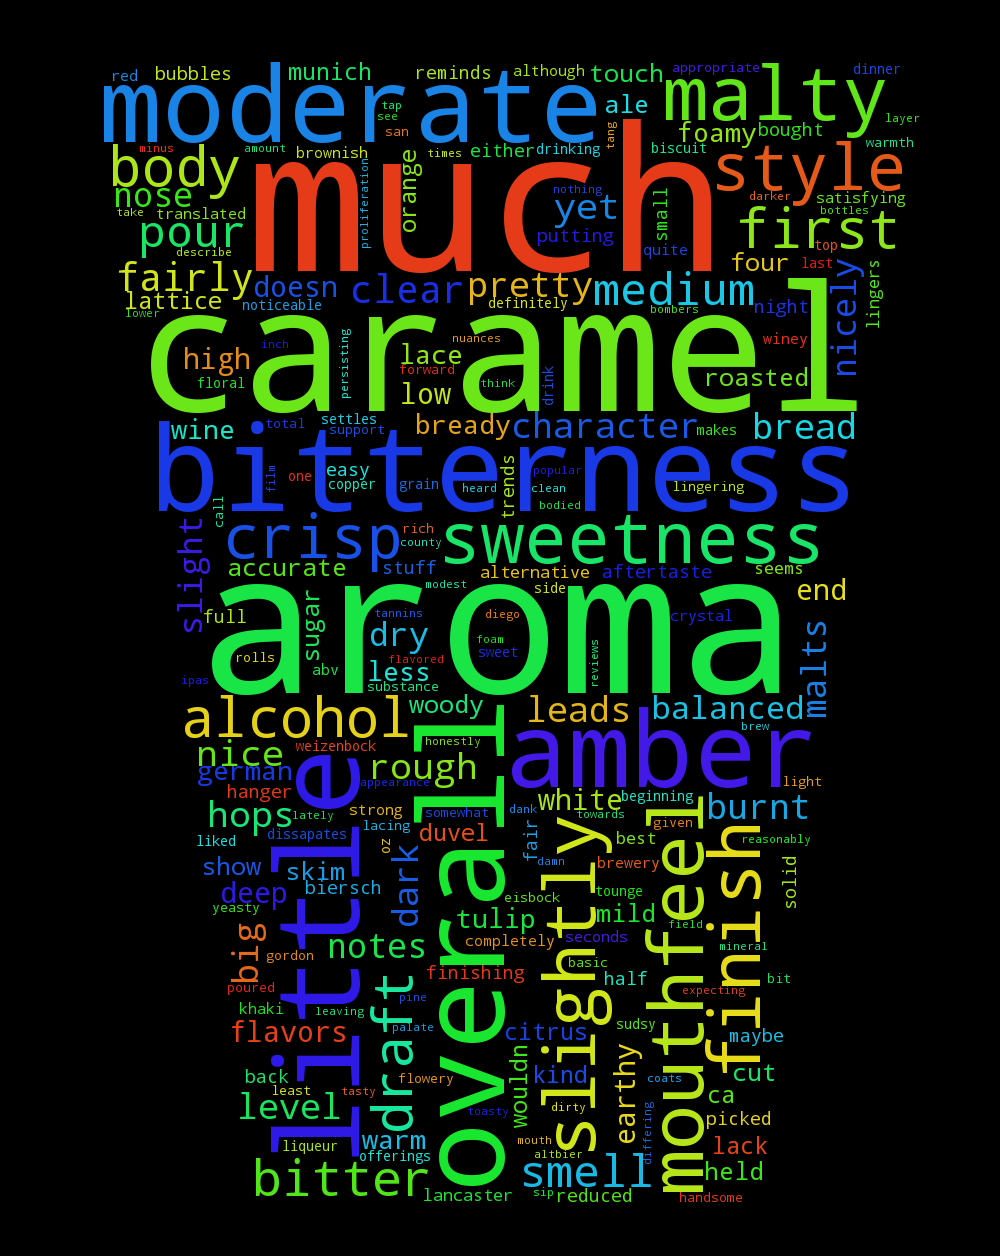 red bubbles munich reminds although touch appropriate dinner
moderate malty
tap see san ale layer
minus amount brownish times either drinking tang biscuit foamy bought warmth
body much style
nose orange proliferation nothing small darker satisfying
take translated yet bottles
pour describe putting quite first
fairly doesn clear pretty medium four top last nicely lingers
lattice noticeable definitely bombers night
lower caramel
inch persisting nuances winey
high lace forward roasted
floral low think drink
wine total settles support bready character makes bread
bitterness
film one easy copper grain heard trends popular clean bodied lingering
call rich county
slight crisp sweetness
accurate stuff alternative aftertaste seems
modest side end
aroma
full sugar tannins diego crystal
rolls dry foam sweet reviews malts
ipas abv less flavored substance
alcohol woody leads balanced
brew
nice weizenbock honestly amber
german rough light
hanger appearance white beginning burnt
hops lately strong somewhat dank towards
liked dissapates lacing duvel fair best given reasonably
little overall slightly mouthfeel finish
show skim oz dark damn brewery solid
deep biersch eisbock tounge
yeasty tulip mild field
big notes completely seconds mineral
gordon finishing basic half bit
poured draft pine expecting
khaki leaving
flavors palate citrus sudsy maybe
back flowery kind earthy coats cut
least tasty wouldn
level toasty dirty differing ca picked
liqueur warm mouth lack
offerings altbier
bitter smell held
lancaster sip reduced handsome